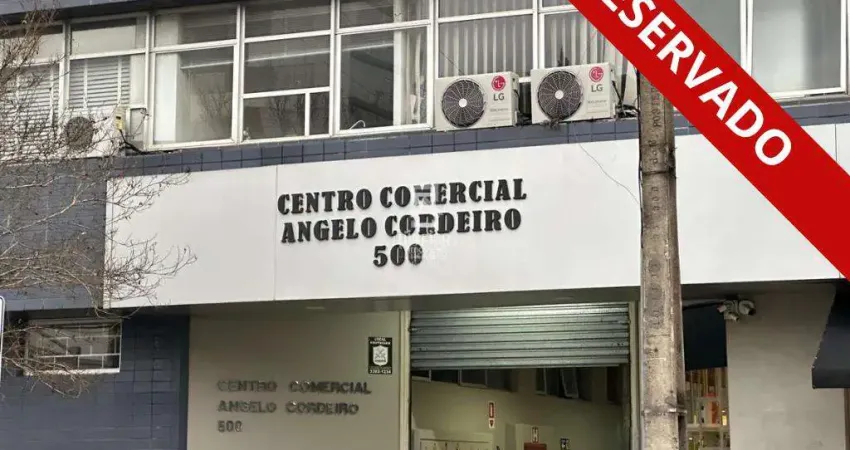 RESERVADO
LG
LG
CENTRO COMERCIAL
ANGELO CORDEIRO
500
CENTRO COMERCIAL
ANGELO CORDEIRO
500